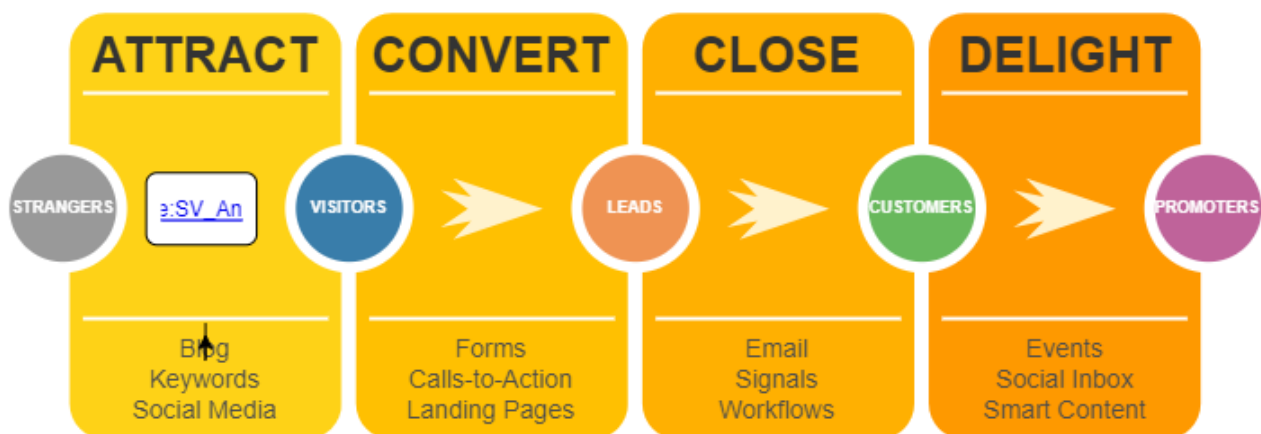 ATTRACT
CONVERT
CLOSE
DELIGHT
STRANGERS
e:SV_An
VISITORS
LEADS
CUSTOMERS
PROMOTERS
Blog
Keywords
Social Media
Forms
Calls-to-Action
Landing Pages
Email
Signals
Workflows
Events
Social Inbox
Smart Content